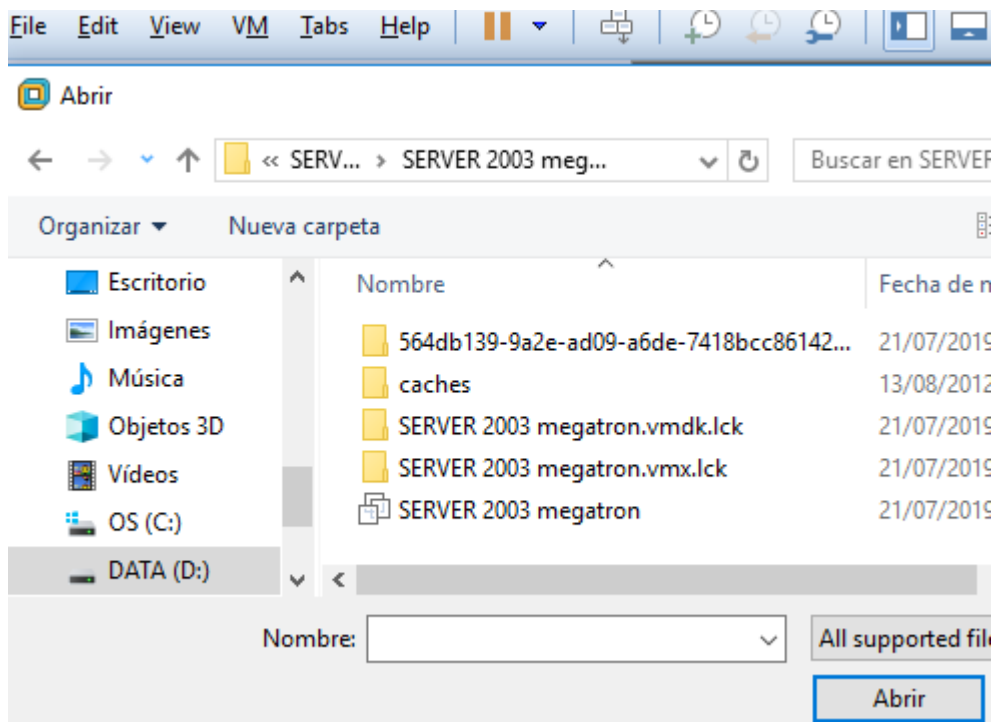 File Edit View VM Tabs Help
Abrir
« SERV... › SERVER 2003 meg... Buscar en SERVER
Organizar Nueva carpeta
Nombre Fecha de n
Escritorio
Imágenes
Música
Objetos 3D
Vídeos
OS (C:)
DATA (D:)
564db139-9a2e-ad09-a6de-7418bcc86142... 21/07/2019
caches 13/08/2012
SERVER 2003 megatron.vmdk.lck 21/07/2019
SERVER 2003 megatron.vmx.lck 21/07/2019
SERVER 2003 megatron 21/07/2019
Nombre: All supported file
Abrir